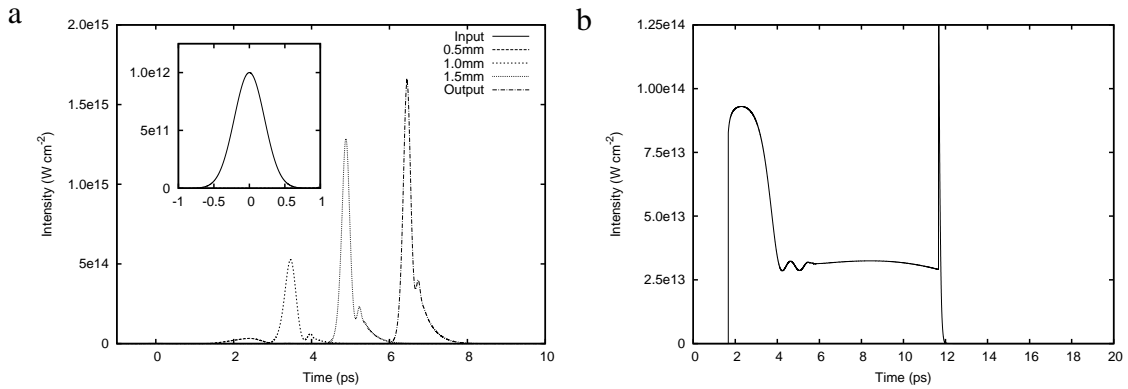 a
Intensity (W cm-2)
2.0e15
1.5e15
1.0e15
5e14
0
0 2 4 6 8 10
Time (ps)
Input
0.5mm
1.0mm
1.5mm
Output
1.0e12
5e11
0
-1 -0.5 0 0.5 1
b
Intensity (W cm-2)
1.25e14
1.00e14
7.5e13
5.0e13
2.5e13
0
0 2 4 6 8 10 12 14 16 18 20
Time (ps)